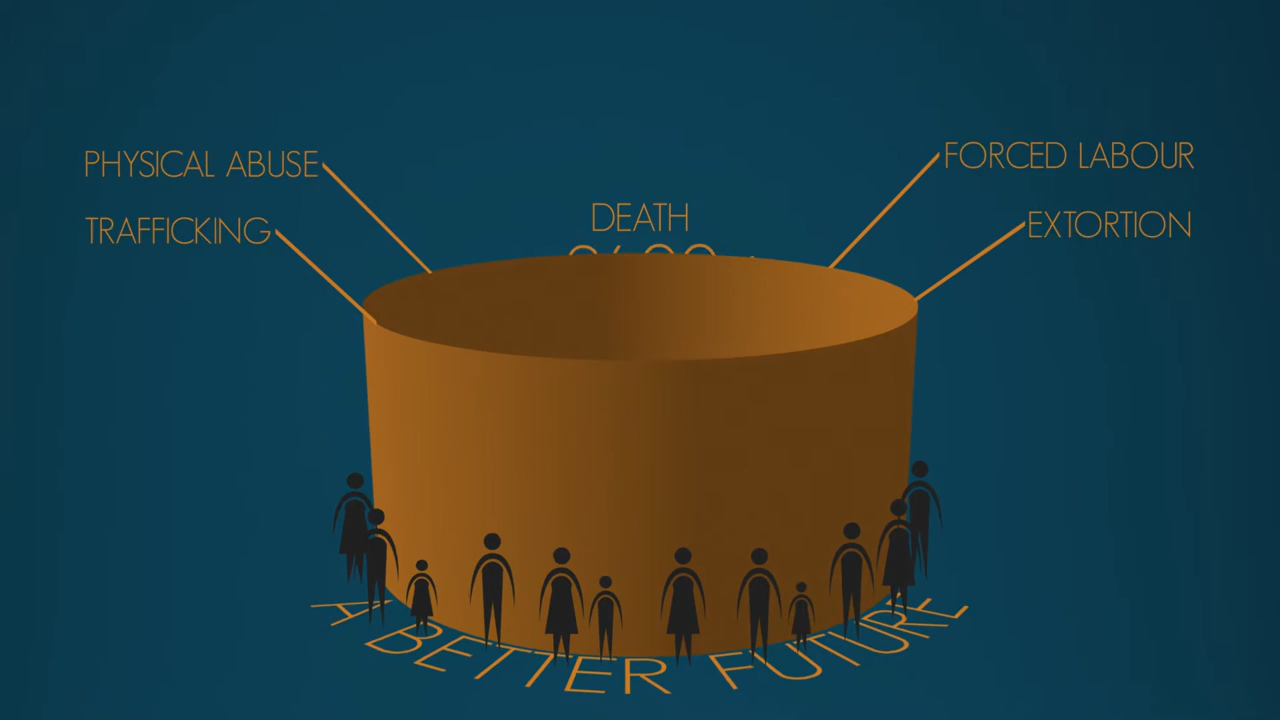 PHYSICAL ABUSE
FORCED LABOUR
TRAFFICKING
DEATH
EXTORTION
A BETTER FUTURE